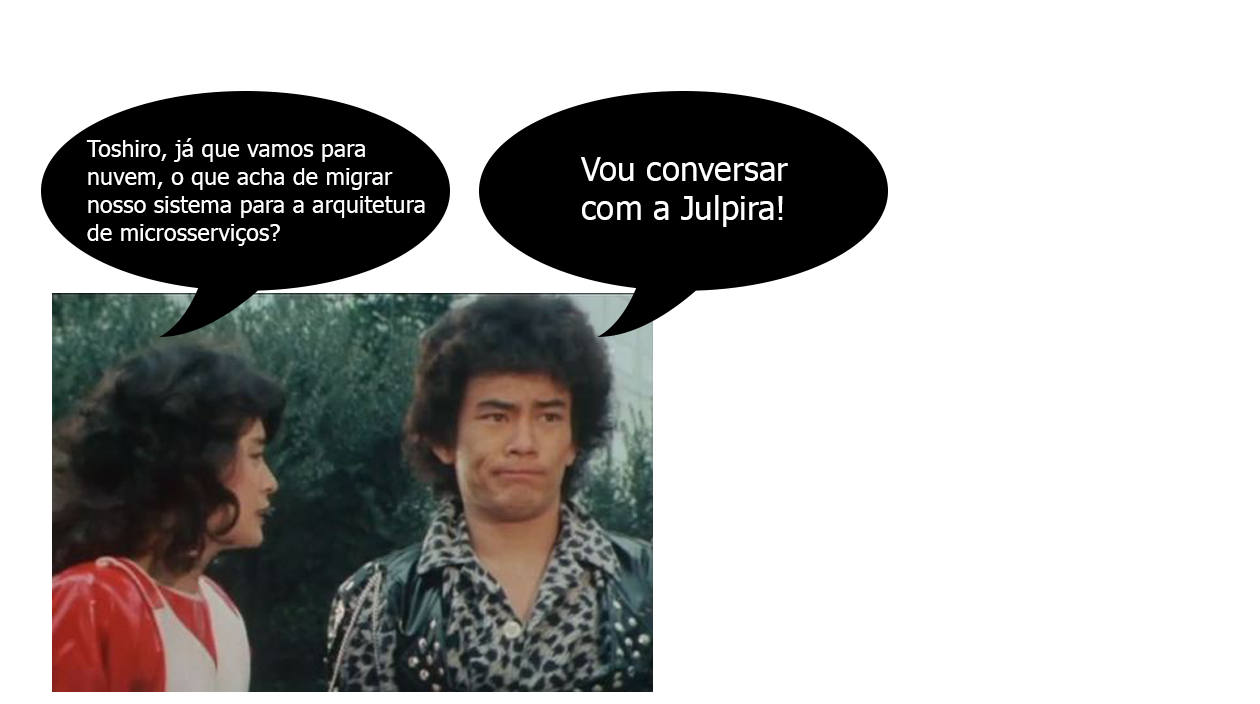 Toshiro, já que vamos para
nuvem, o que acha de migrar
nosso sistema para a arquitetura
de microsserviços?
Vou conversar
com a Julpira!